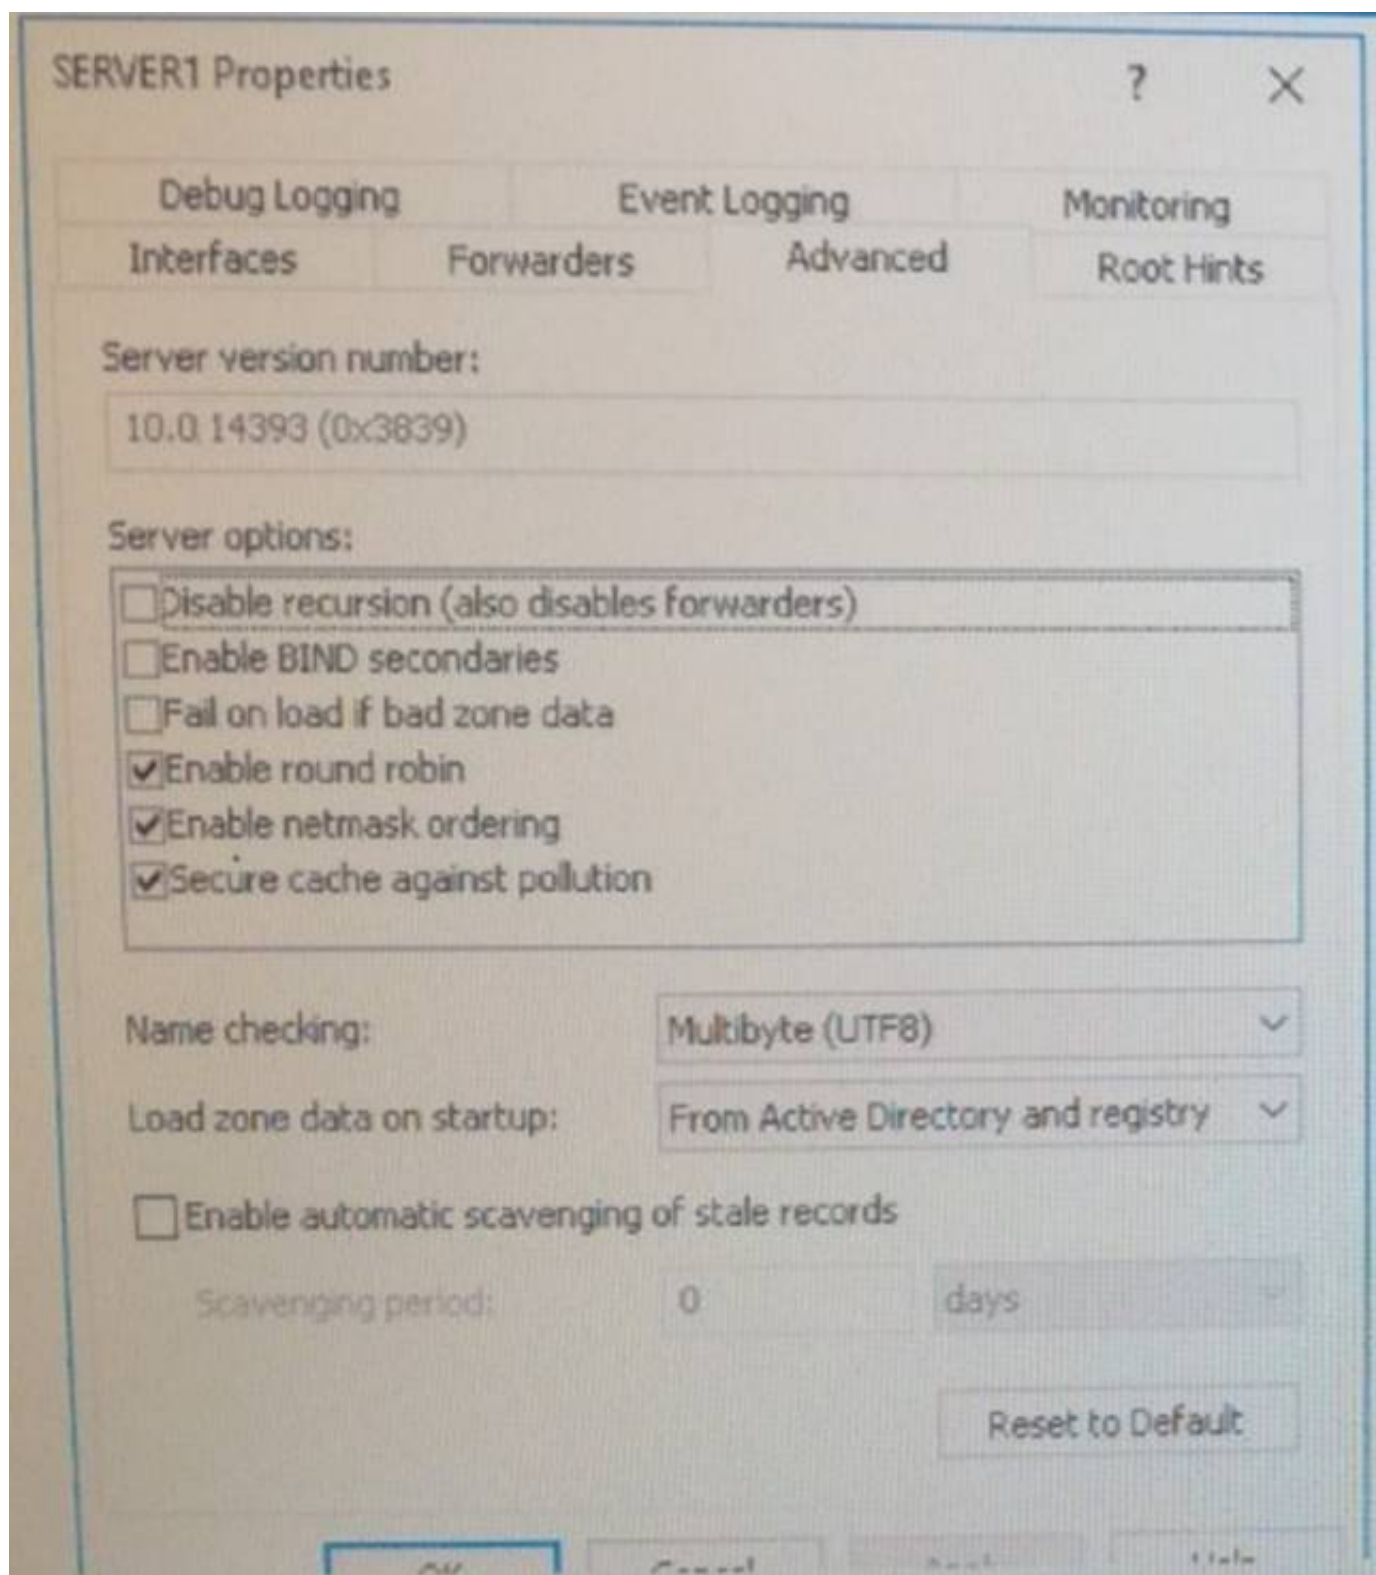 SERVER1 Properties ? X
Debug Logging Event Logging Monitoring
Interfaces Forwarders Advanced Root Hints
Server version number:
10.0.14393 (0x3839)
Server options:
Disable recursion (also disables forwarders)
Enable BIND secondaries
Fail on load if bad zone data
Enable round robin
Enable netmask ordering
Secure cache against pollution
Name checking: Multibyte (UTF8)
Load zone data on startup: From Active Directory and registry
Enable automatic scavenging of stale records
Scavenging period: 0 days
Reset to Default
OK Cancel Help